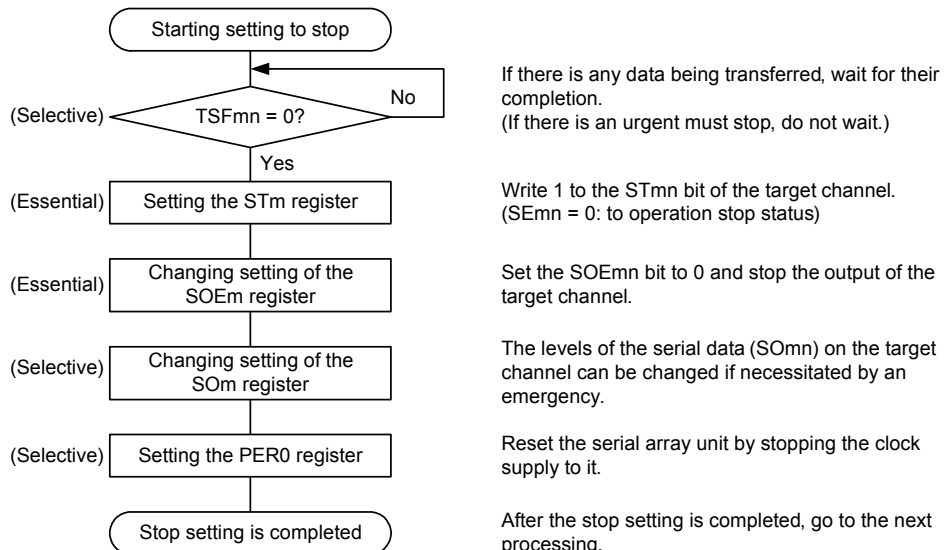 Starting setting to stop
(Selective)
TSFmn = 0?
No
Yes
If there is any data being transferred, wait for their
completion.
(If there is an urgent must stop, do not wait.)
(Essential)
Setting the STm register
Write 1 to the STmn bit of the target channel.
(SEmn = 0: to operation stop status)
(Essential)
Changing setting of the
SOEm register
Set the SOEmn bit to 0 and stop the output of the
target channel.
(Selective)
Changing setting of the
SOm register
The levels of the serial data (SOmn) on the target
channel can be changed if necessitated by an
emergency.
(Selective)
Setting the PER0 register
Reset the serial array unit by stopping the clock
supply to it.
Stop setting is completed
After the stop setting is completed, go to the next
processing.